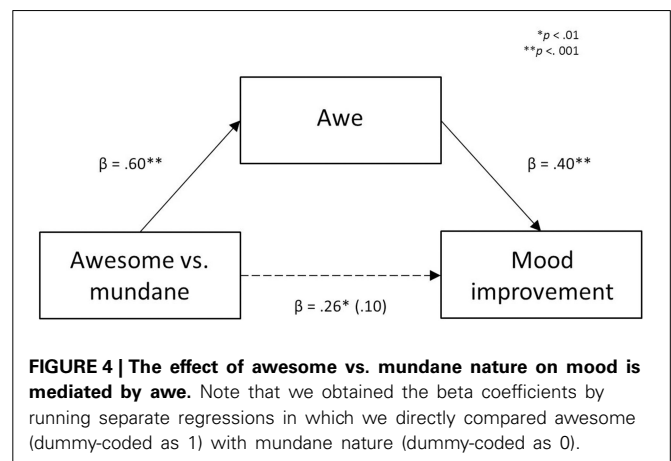 *p < .01
**p <. 001
Awe
β = .60**
β = .40**
Awesome vs.
mundane
Mood
improvement
β = .26* (.10)
FIGURE 4 | The effect of awesome vs. mundane nature on mood is
mediated by awe. Note that we obtained the beta coefficients by
running separate regressions in which we directly compared awesome
(dummy-coded as 1) with mundane nature (dummy-coded as 0).